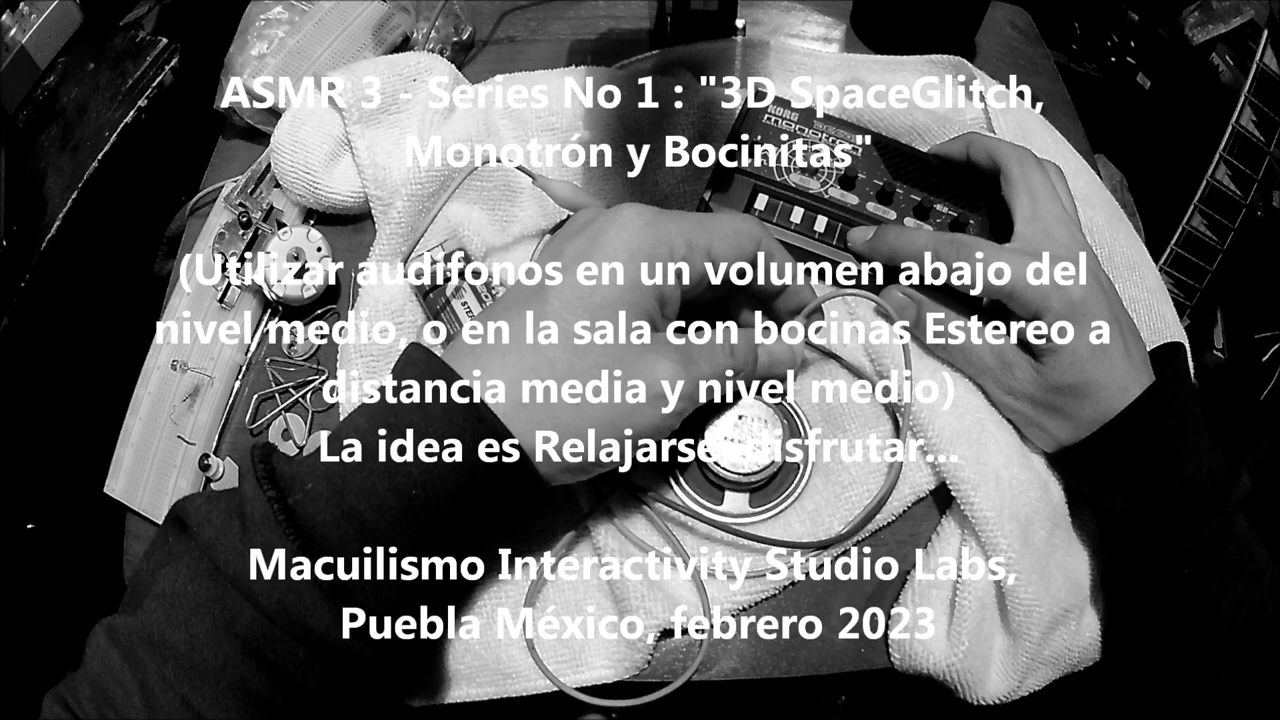 ASMR 3 - Series No 1 : "3D SpaceGlitch,
Monotrón y Bocinitas"
(Utilizar audifonos en un volumen abajo del
nivel medio, o en la sala con bocinas Estereo a
distancia media y nivel medio)
La idea es Relajarse, disfrutar...
Macuilismo Interactivity Studio Labs,
Puebla México, febrero 2023
KORG